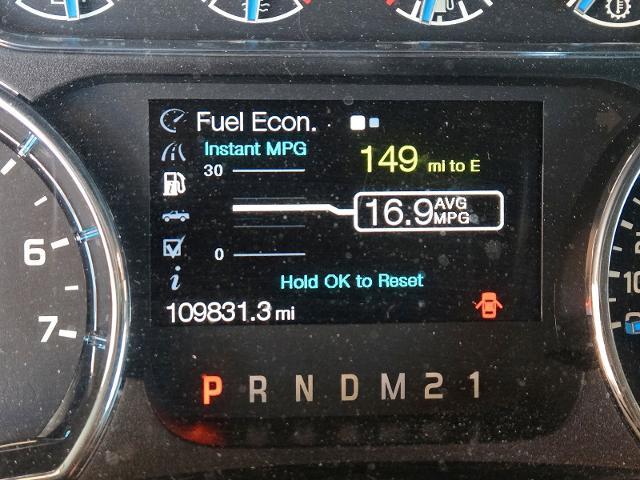 Fuel Econ.
Instant MPG
30
149 mi to E
16.9 AVG MPG
0
Hold OK to Reset
109831.3 mi
P R N D M 2 1
6
7